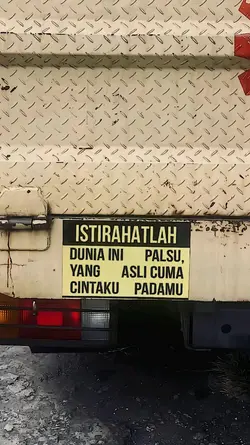 ISTIRAHATLAH
DUNIA INI PALSU,
YANG ASLI CUMA
CINTAKU PADAMU